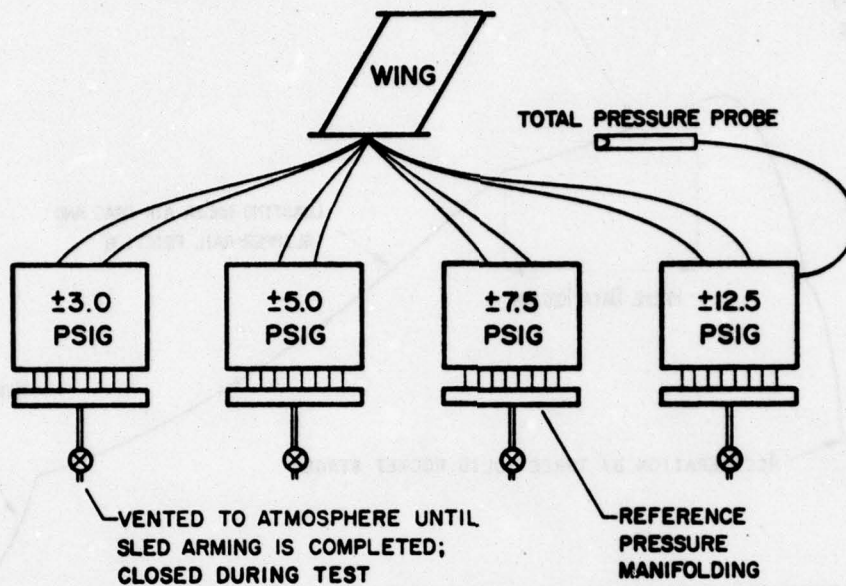 WING
TOTAL PRESSURE PROBE
±3.0
PSIG
±5.0
PSIG
±7.5
PSIG
±12.5
PSIG
VENTED TO ATMOSPHERE UNTIL
SLED ARMING IS COMPLETED;
CLOSED DURING TEST
REFERENCE
PRESSURE
MANIFOLDING